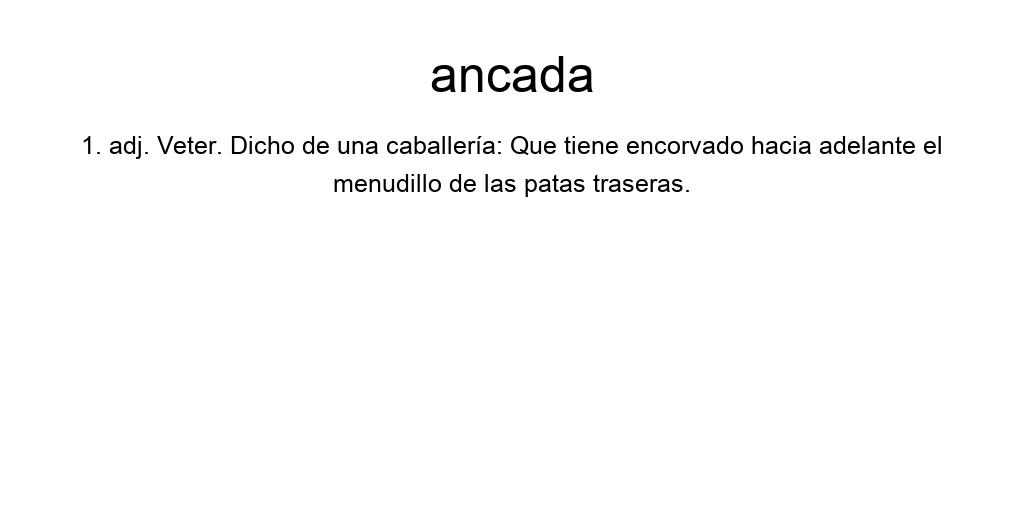 ancada
1. adj. Veter. Dicho de una caballería: Que tiene encorvado hacia adelante el
menudillo de las patas traseras.